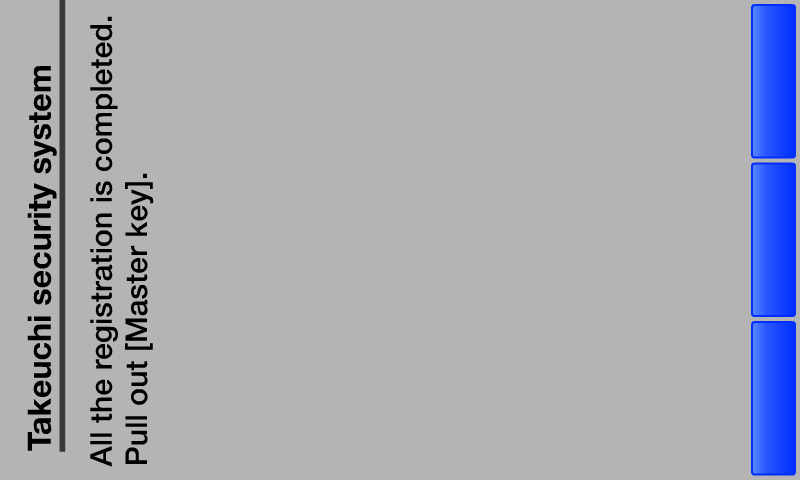 Takeuchi security system
All the registration is completed.
Pull out [Master key].